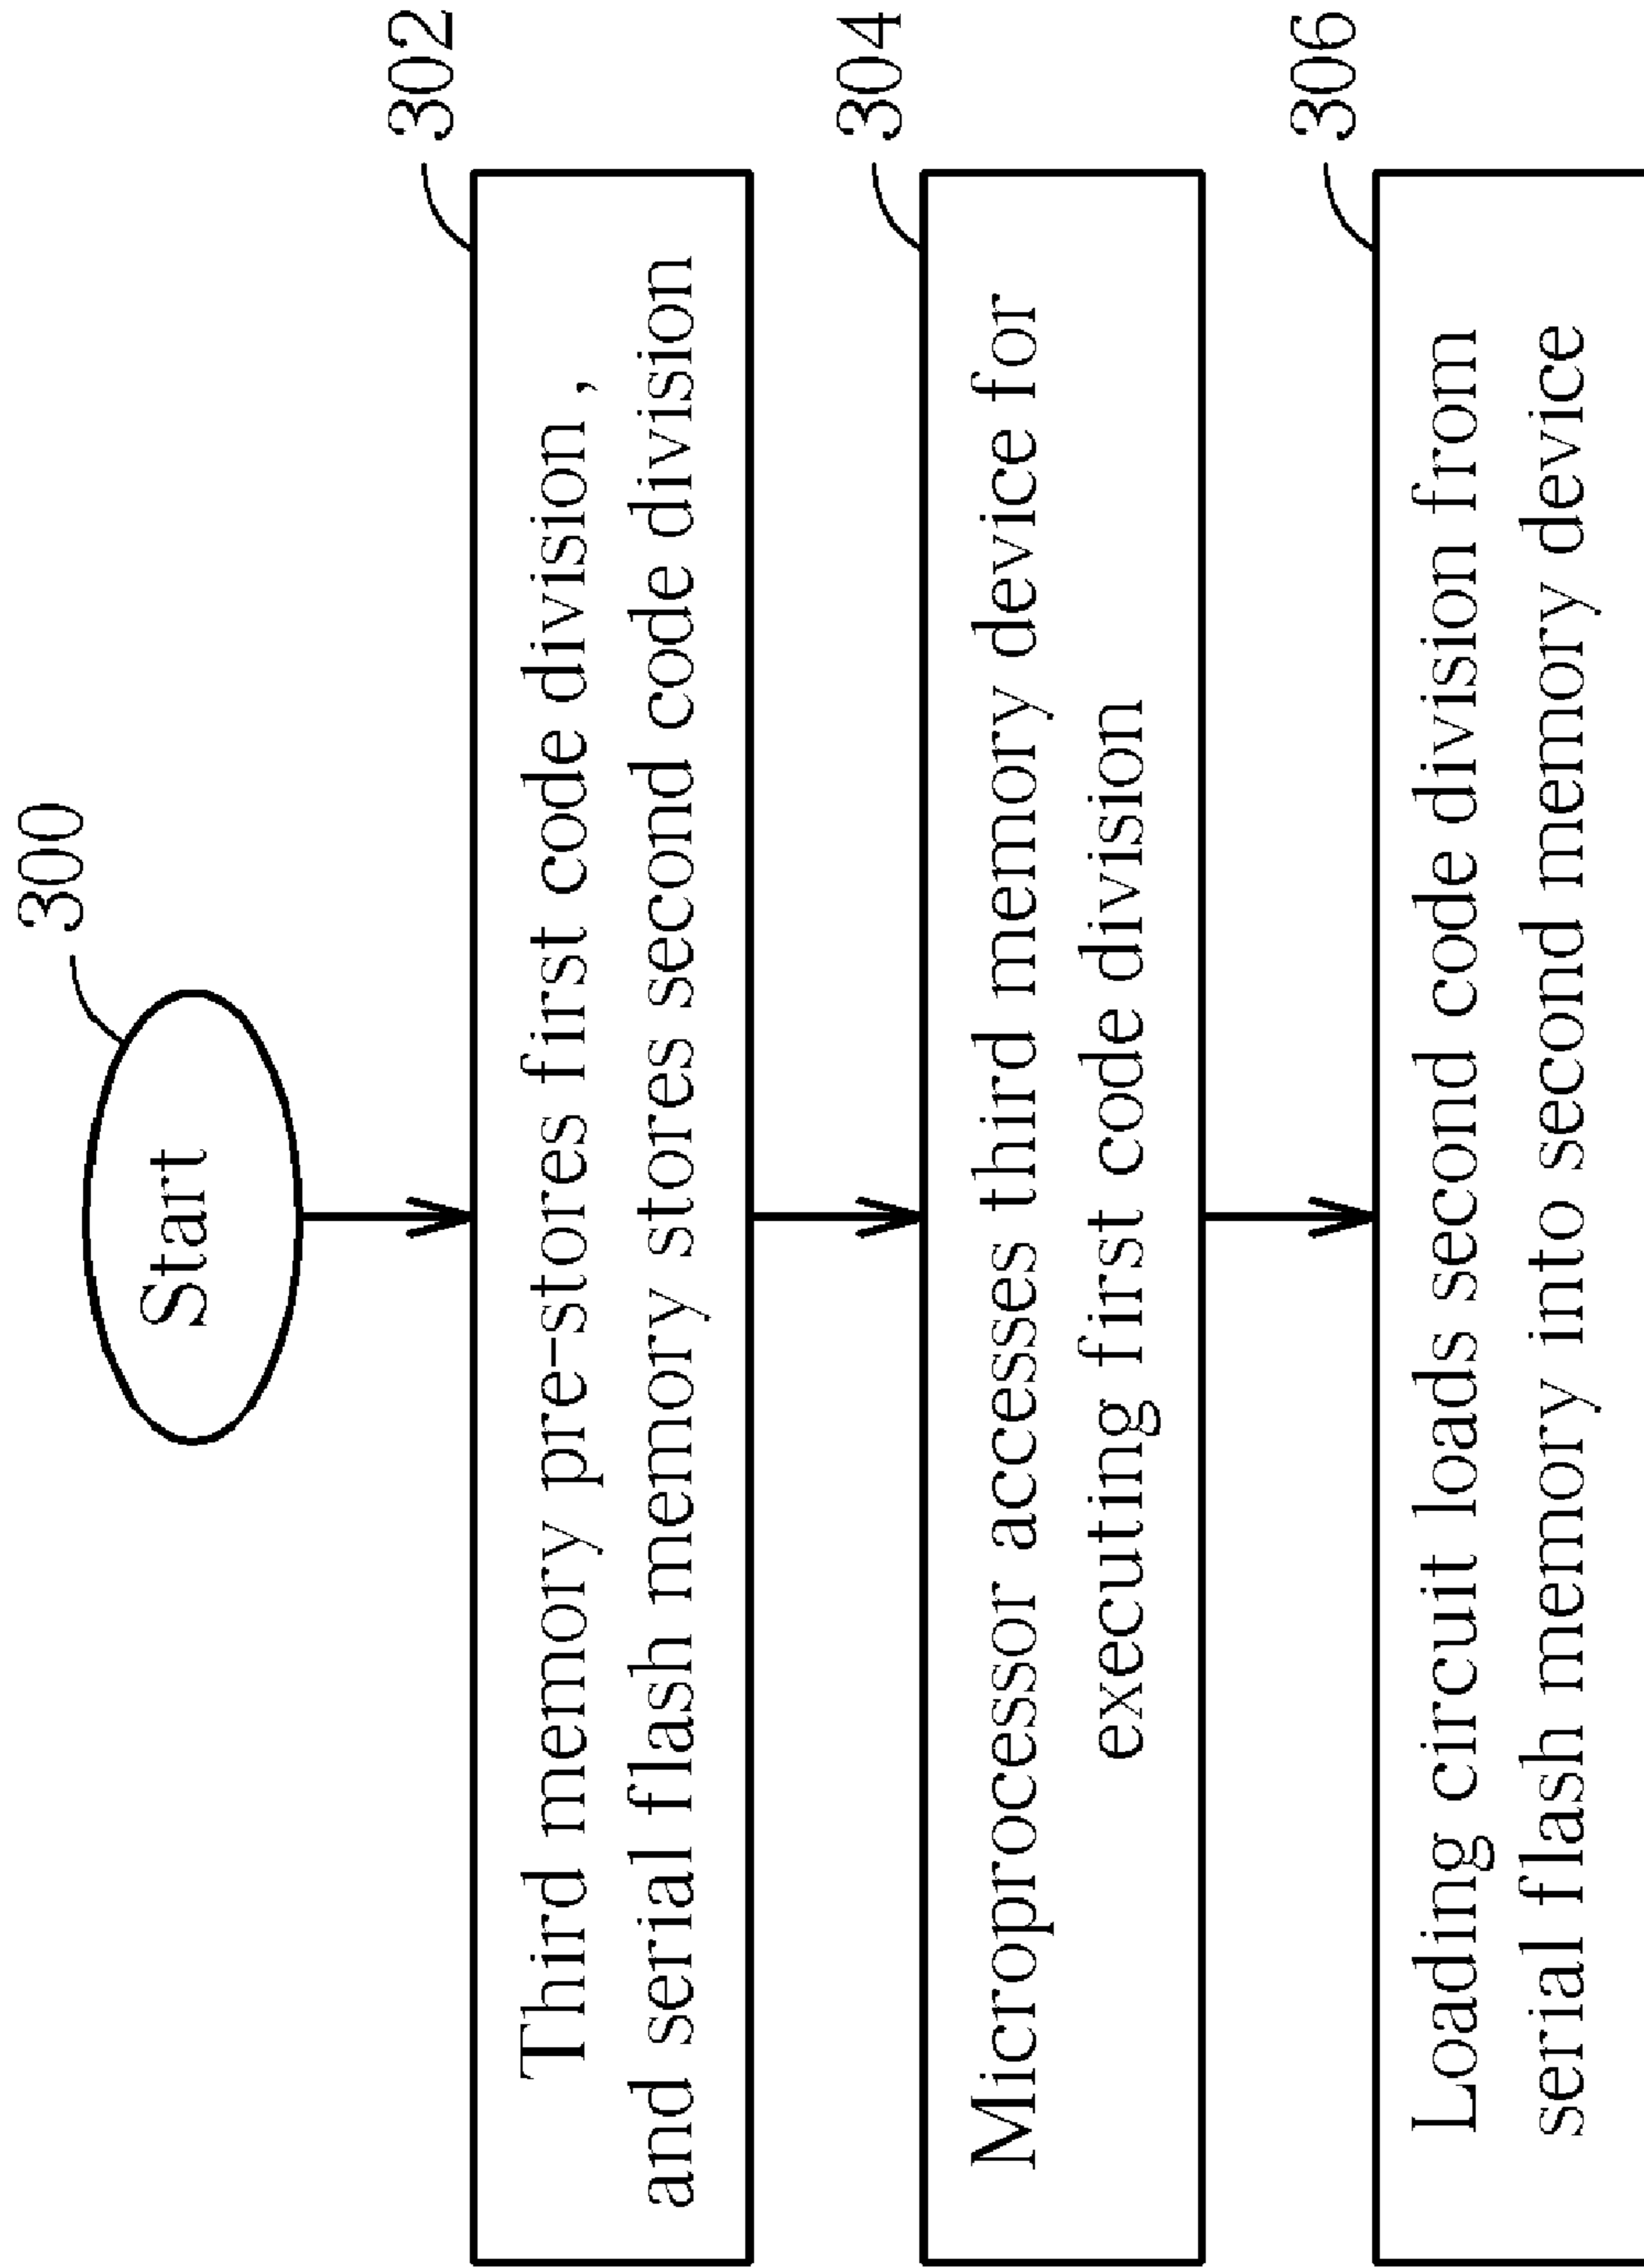 300
Start
302
Third memory pre-stores first code division,
and serial flash memory stores second code division
304
Microprocessor accesses third memory device for
executing first code division
306
Loading circuit loads second code division from
serial flash memory into second memory device